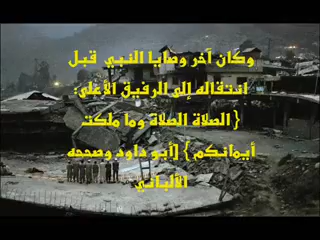 وكان آخر وصايا النبي قبل
انتقاله إلى الرفيق الأعلى:
{الصلاة الصلاة وما ملكت
أيمانكم} [أبو داود وصححه
الألباني